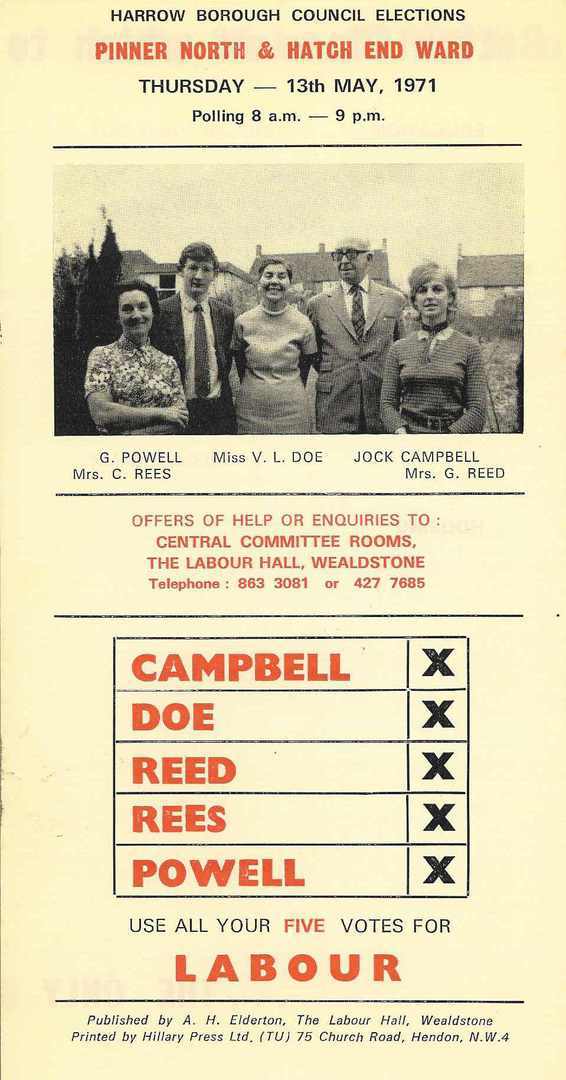 HARROW BOROUGH COUNCIL ELECTIONS
PINNER NORTH & HATCH END WARD
THURSDAY — 13th MAY, 1971
Polling 8 a.m. — 9 p.m.
G. POWELL Miss V. L. DOE JOCK CAMPBELL
Mrs. C. REES Mrs. G. REED
OFFERS OF HELP OR ENQUIRIES TO :
CENTRAL COMMITTEE ROOMS,
THE LABOUR HALL, WEALDSTONE
Telephone : 863 3081 or 427 7685
CAMPBELL X
DOE X
REED X
REES X
POWELL X
USE ALL YOUR FIVE VOTES FOR
LABOUR
Published by A. H. Elderton, The Labour Hall, Wealdstone
Printed by Hillary Press Ltd. (TU) 75 Church Road, Hendon, N.W.4